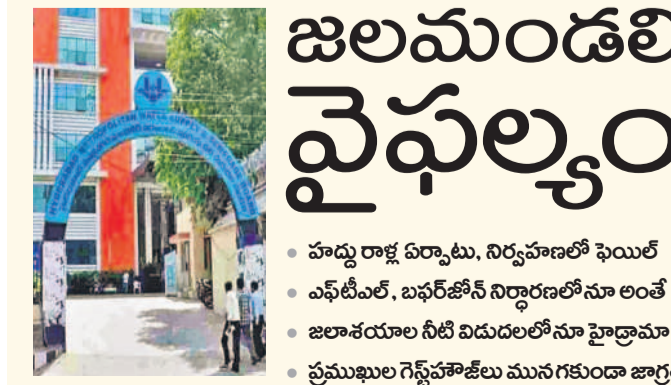 జలమండలి
వైఫల్యం
హద్దు రాళ్ల ఏర్పాటు, నిర్వహణలో ఫెయిల్
ఎఫ్‌టీఎల్, బఫర్‌జోన్ నిర్ధారణలోనూ అంతే
జలాశయాల నీటి విడుదలలోనూ హైడ్రామా
ప్రముఖుల గెస్ట్‌హౌజ్‌లు మునగకుండా